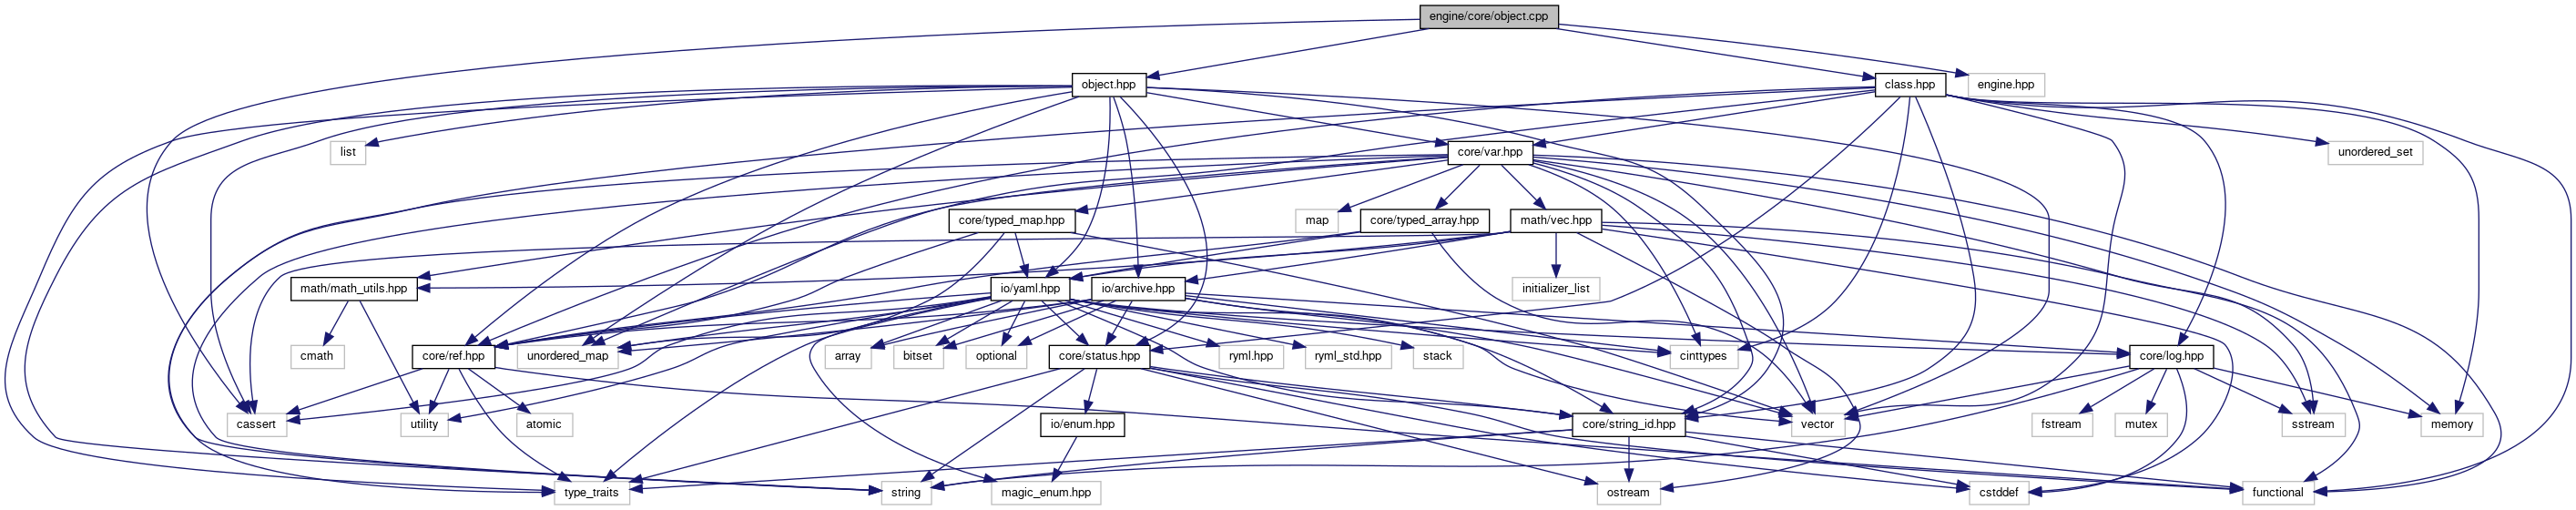 engine/core/object.cpp
object.hpp
class.hpp
engine.hpp
list
core/var.hpp
unordered_set
core/typed_map.hpp
map
core/typed_array.hpp
math/vec.hpp
math/math_utils.hpp
io/yaml.hpp
io/archive.hpp
initializer_list
cmath
core/ref.hpp
unordered_map
array
bitset
optional
core/status.hpp
ryml.hpp
ryml_std.hpp
stack
cinttypes
core/log.hpp
cassert
utility
atomic
io/enum.hpp
core/string_id.hpp
vector
fstream
mutex
sstream
memory
type_traits
string
magic_enum.hpp
ostream
cstddef
functional